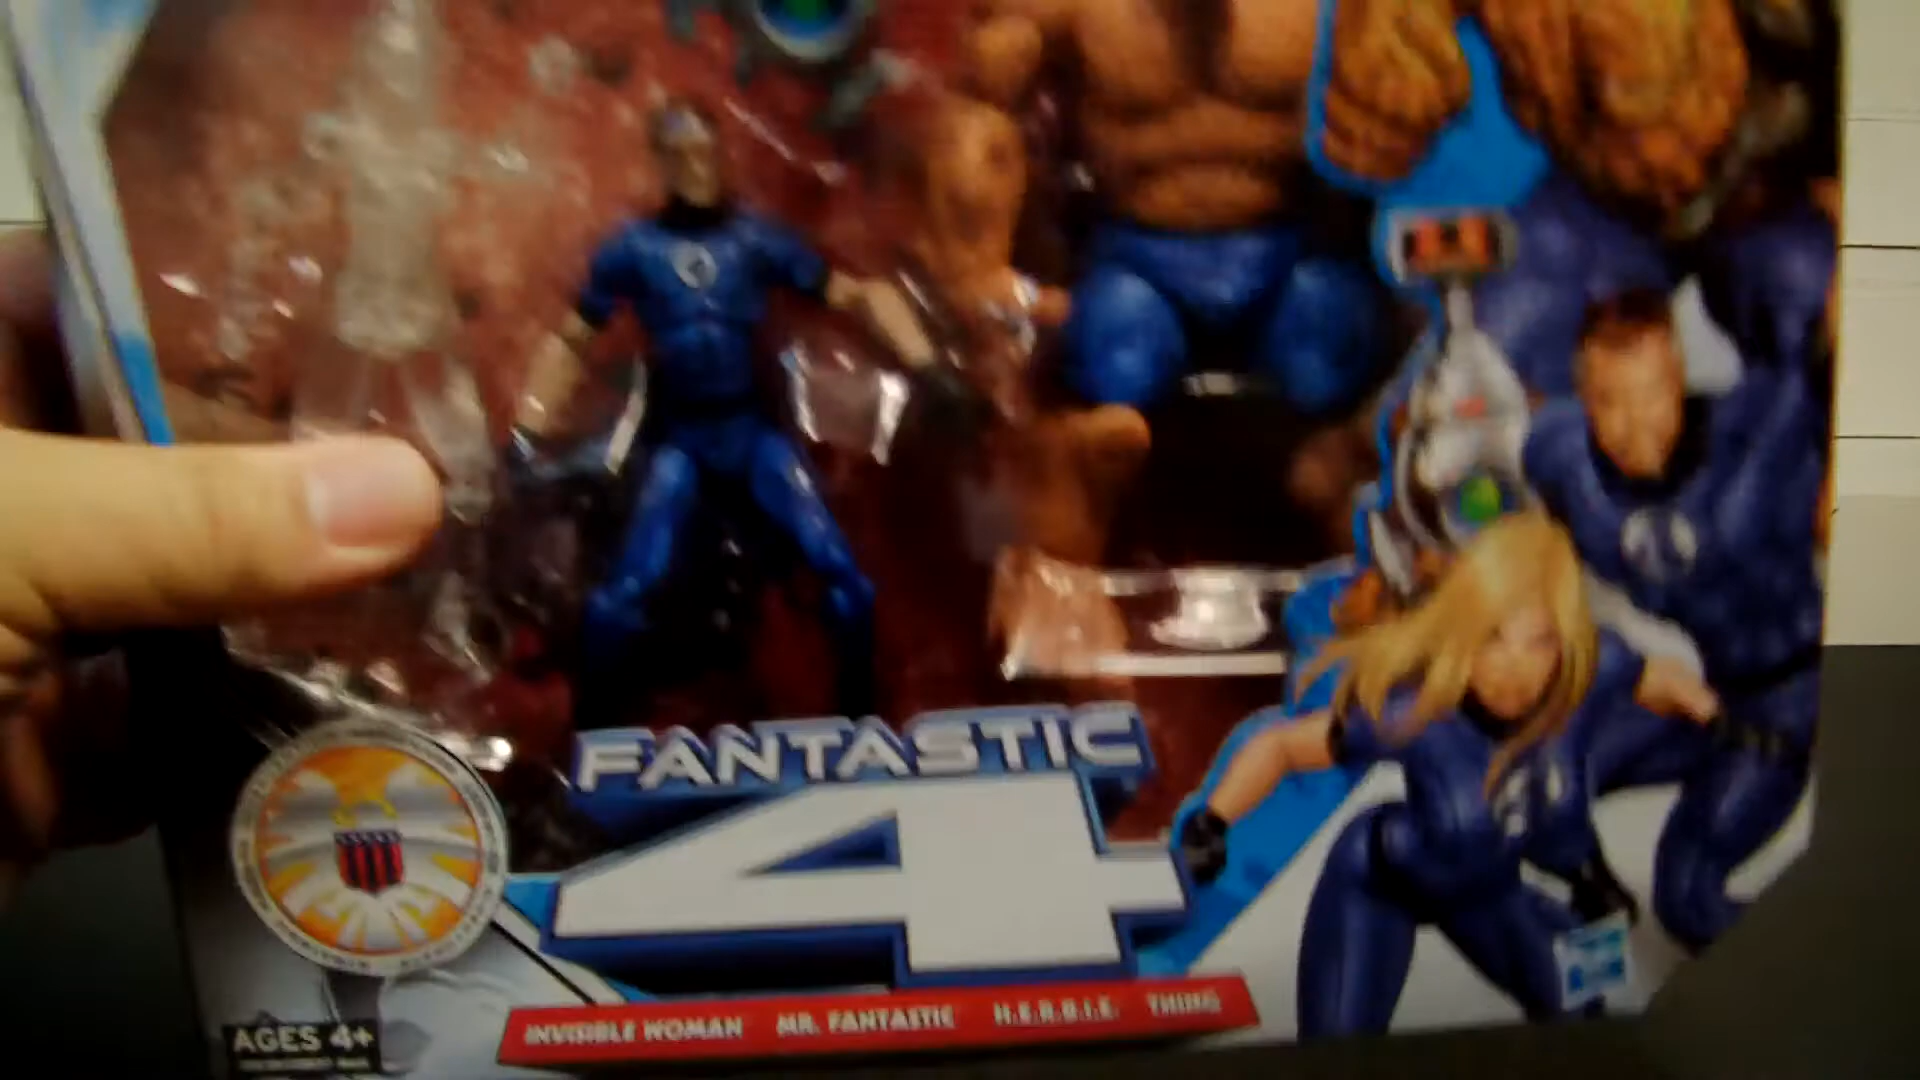 FANTASTIC
4
INVISIBLE WOMAN MR. FANTASTIC H.E.R.B.I.E. THING
AGES 4+